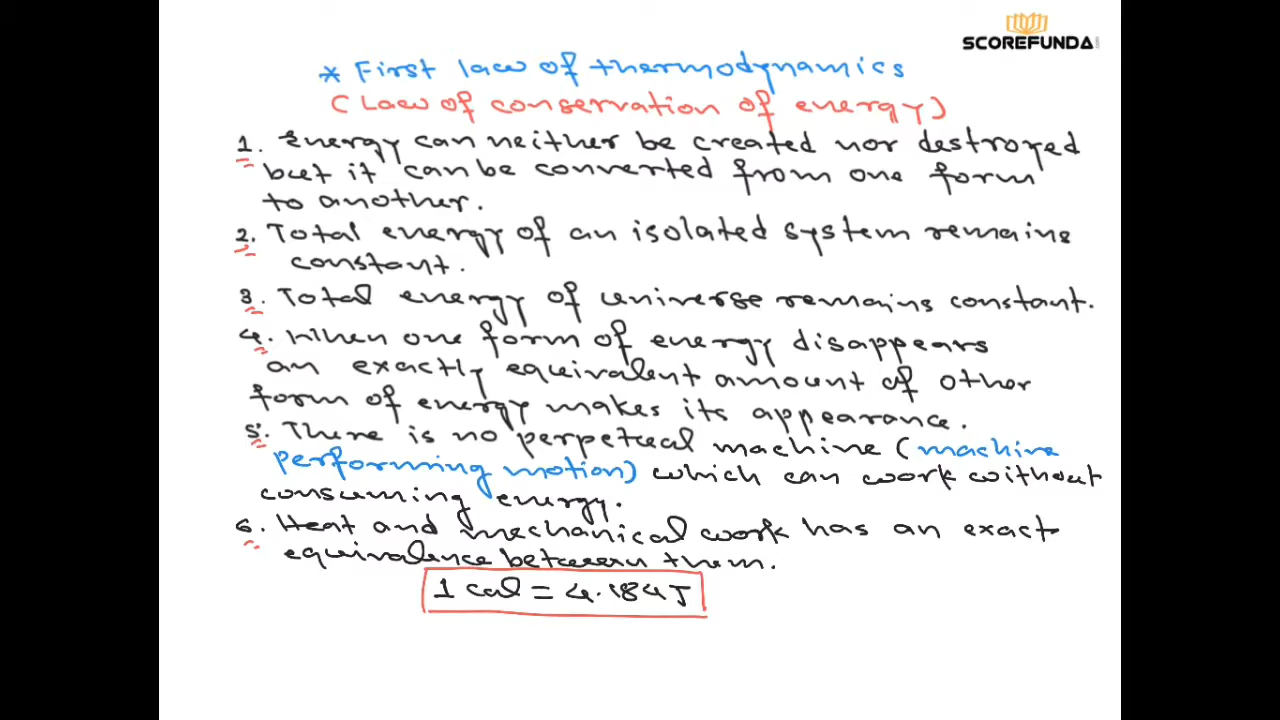 SCOREFUNDA
* First law of thermodynamics
(Law of conservation of energy)
1. Energy can neither be created nor destroyed
but it can be converted from one form
to another.
2. Total energy of an isolated system remains
constant.
3. Total energy of universe remains constant.
4. When one form of energy disappears
an exactly equivalent amount of other
form of energy makes its appearance.
5. There is no perpetual machine (machine
performing motion) which can work without
consuming energy.
6. Heat and mechanical work has an exact
equivalence between them.
1 cal = 4.184 J